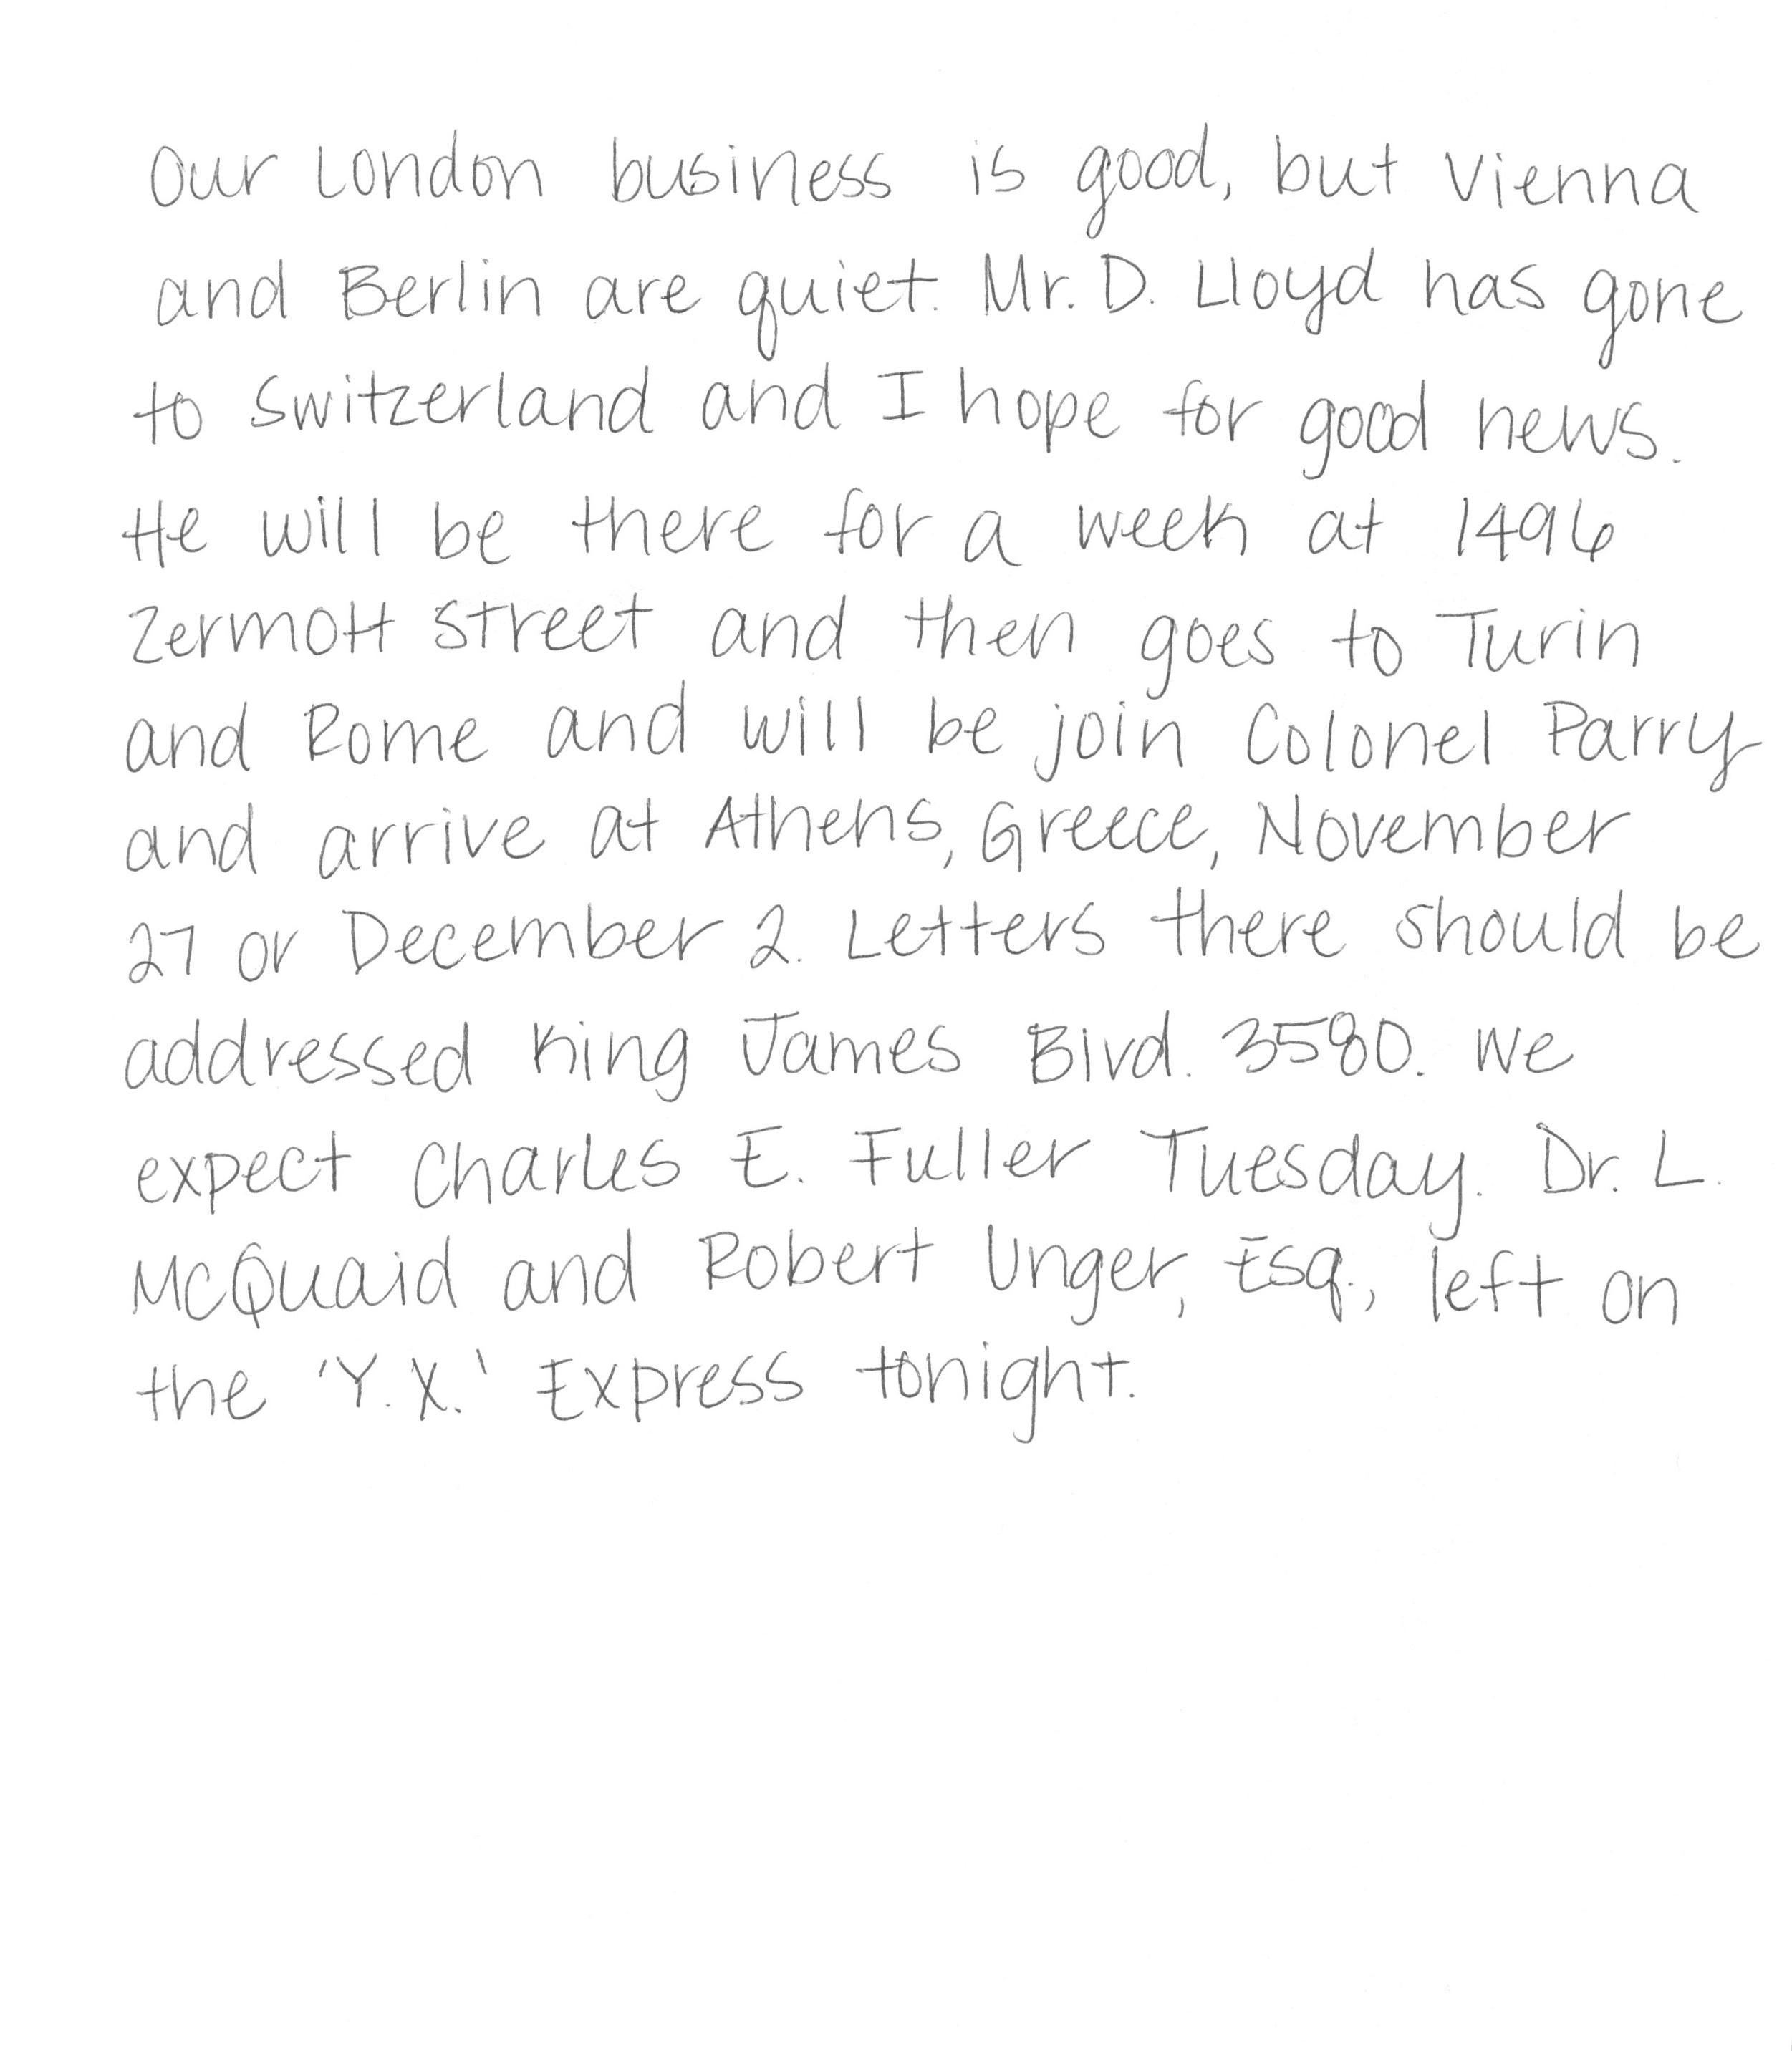 Our London business is good, but Vienna
and Berlin are quiet. Mr. D. Lloyd has gone
to Switzerland and I hope for good news.
He will be there for a week at 1496
Zermott Street and then goes to Turin
and Rome and will be join Colonel Parry
and arrive at Athens, Greece, November
27 or December 2. Letters there should be
addressed King James Blvd. 3580. We
expect Charles E. Fuller Tuesday. Dr. L.
McQuaid and Robert Unger, Esq., left on
the 'Y.X.' Express tonight.